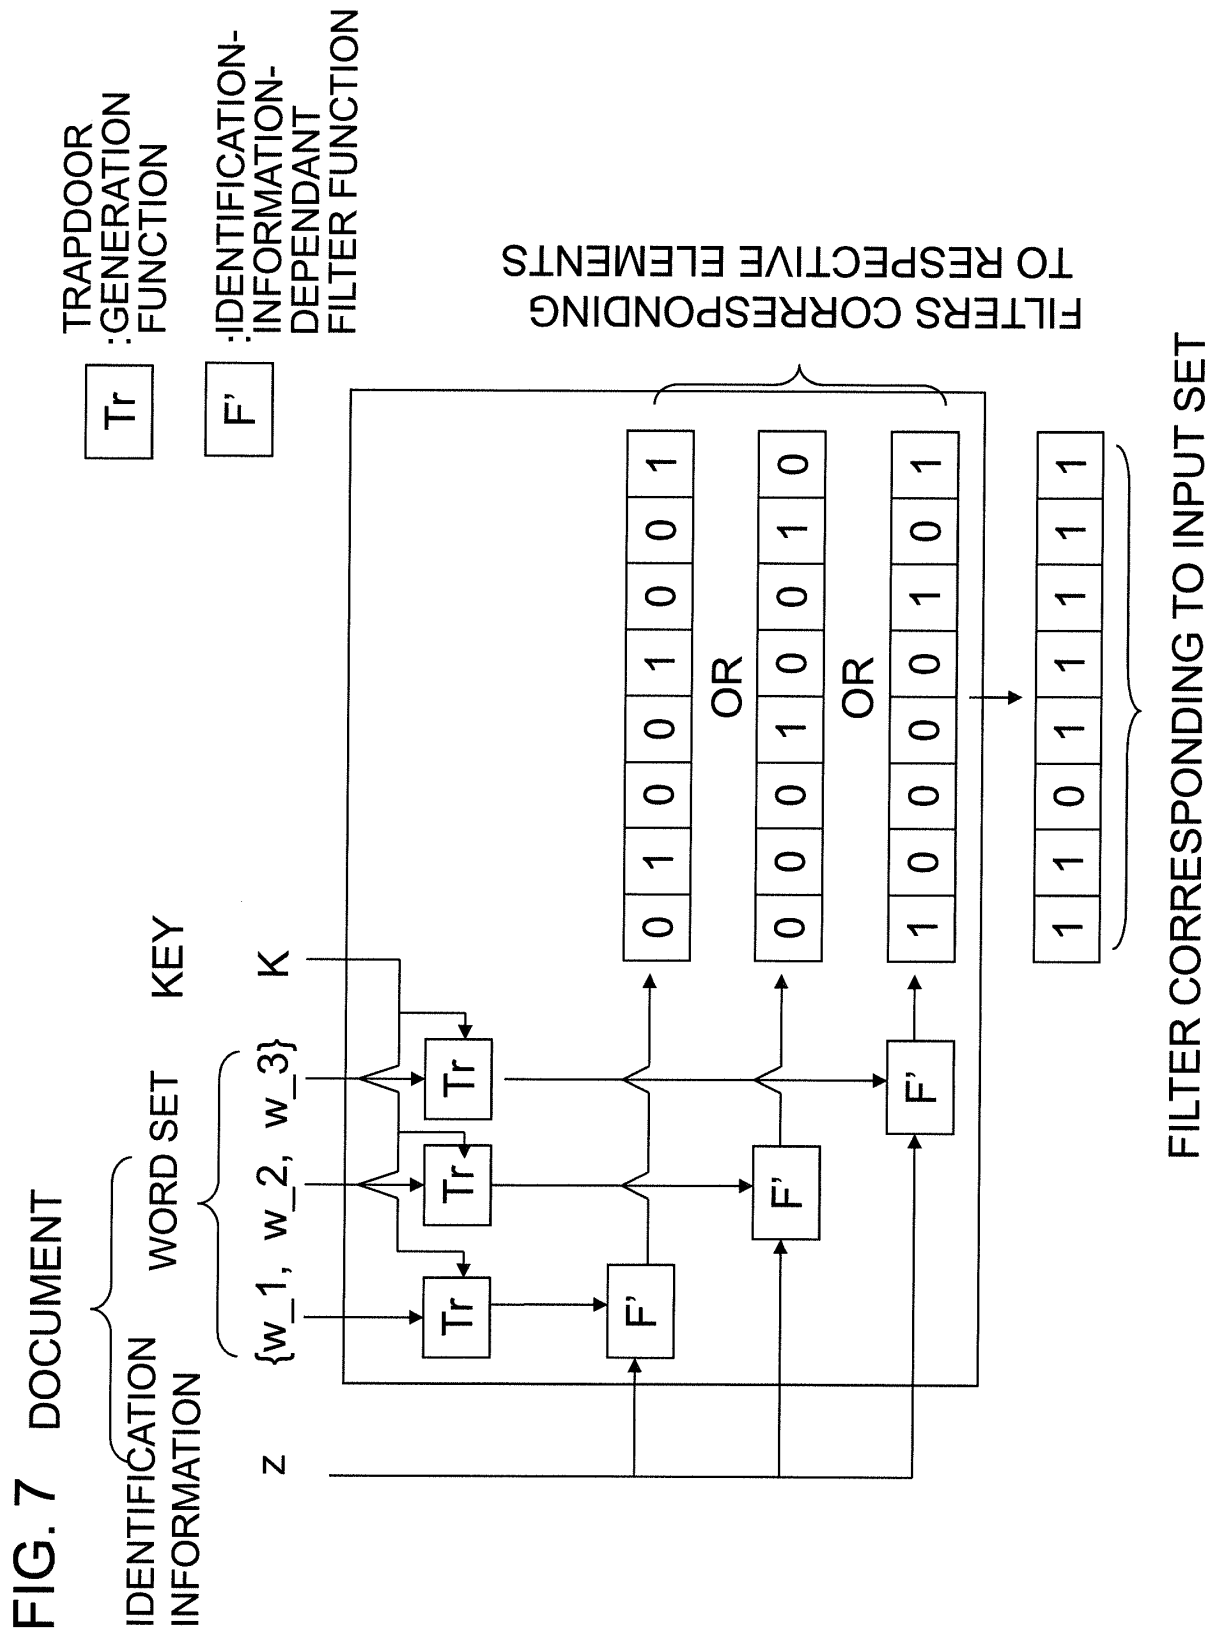 FIG. 7
DOCUMENT
IDENTIFICATION
INFORMATION
WORD SET
KEY
z
{w_1, w_2, w_3}
K
Tr
TRAPDOOR
:GENERATION
FUNCTION
F'
:IDENTIFICATION-
INFORMATION-
DEPENDANT
FILTER FUNCTION
Tr Tr Tr
F'
0 1 0 0 1 0 0 1
OR
F'
0 0 0 1 0 0 1 0
OR
F'
1 0 0 0 0 1 0 1
FILTERS CORRESPONDING
TO RESPECTIVE ELEMENTS
1 1 0 1 1 1 1 1
FILTER CORRESPONDING TO INPUT SET